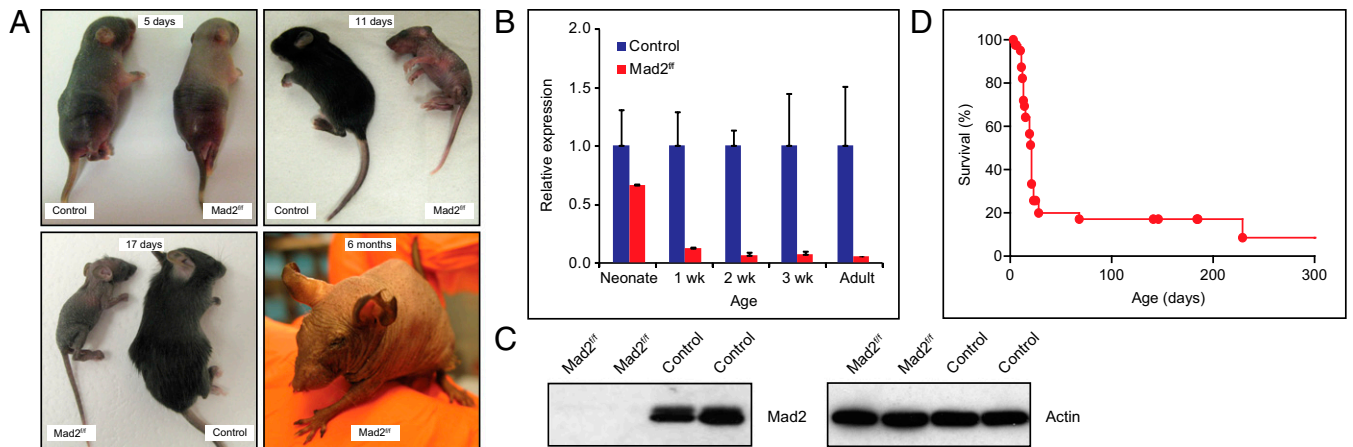 A
5 days
Control
Mad2f/f
11 days
Control
Mad2f/f
17 days
Mad2f/f
Control
6 months
Mad2f/f
B
2.0
1.5
1.0
0.5
0.0
Relative expression
Control
Mad2f/f
Neonate 1 wk 2 wk 3 wk Adult
Age
C
Mad2f/f Mad2f/f Control Control
Mad2
Mad2f/f Mad2f/f Control Control
Actin
D
100
80
60
40
20
0
Survival (%)
0 100 200 300
Age (days)